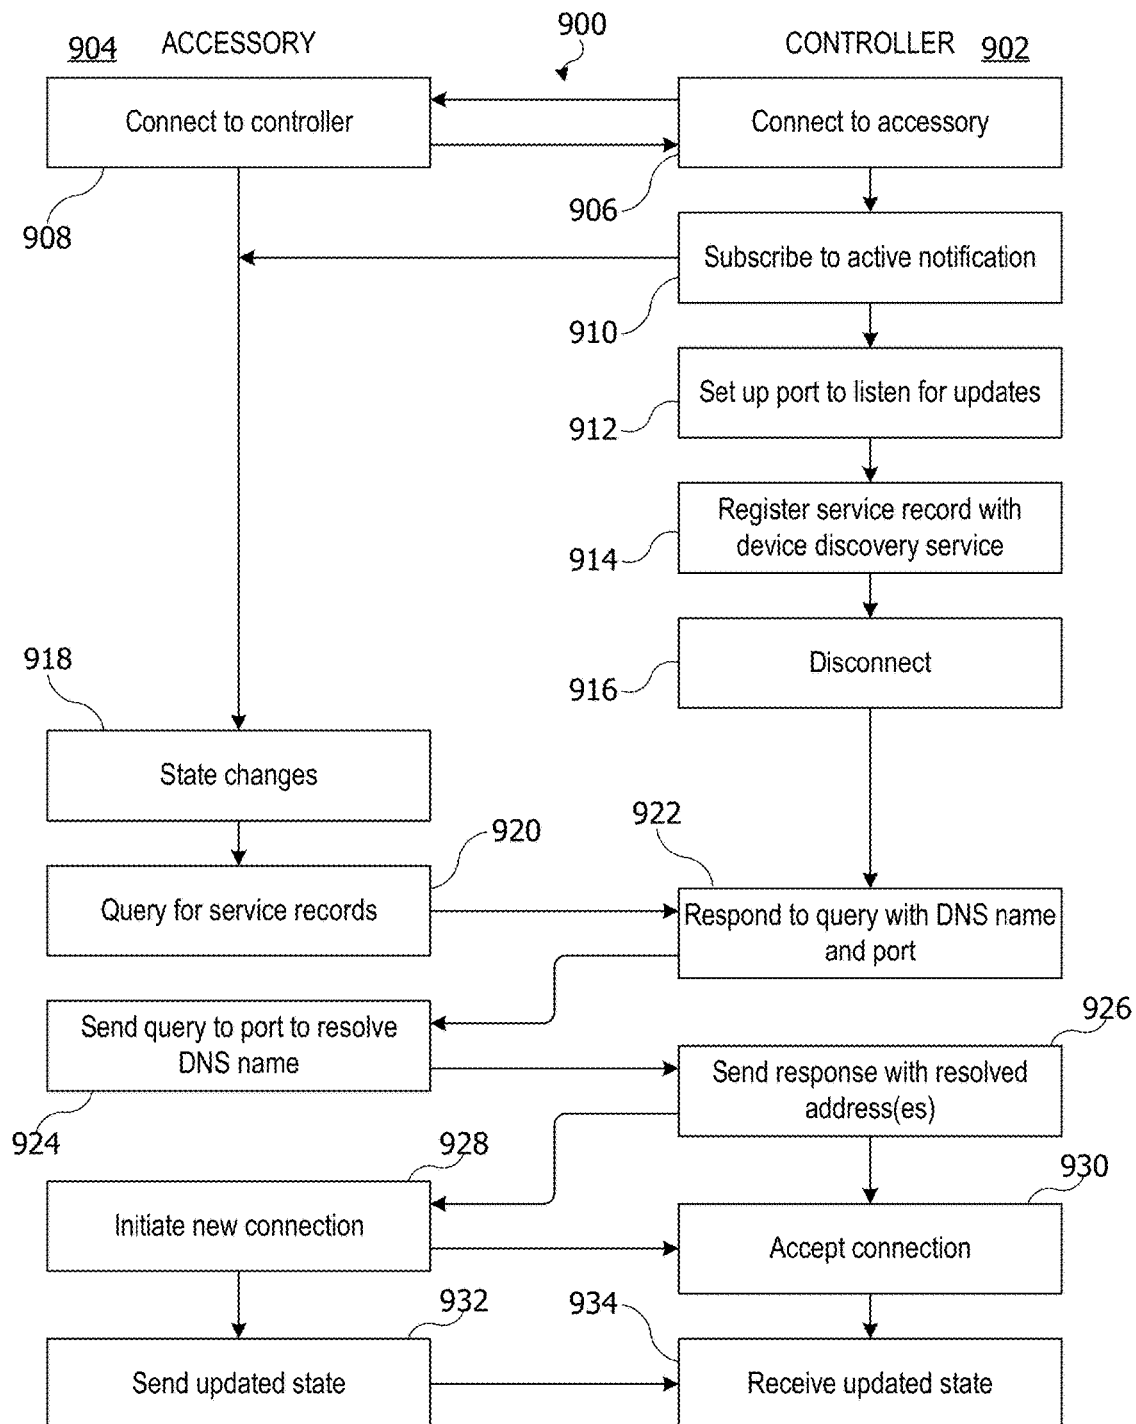 900
904 ACCESSORY
CONTROLLER 902
Connect to controller
Connect to accessory
906
908
Subscribe to active notification
910
Set up port to listen for updates
912
Register service record with
device discovery service
914
Disconnect
916
918
State changes
920
Query for service records
922
Respond to query with DNS name
and port
Send query to port to resolve
DNS name
924
926
Send response with resolved
address(es)
928
Initiate new connection
930
Accept connection
932
Send updated state
934
Receive updated state